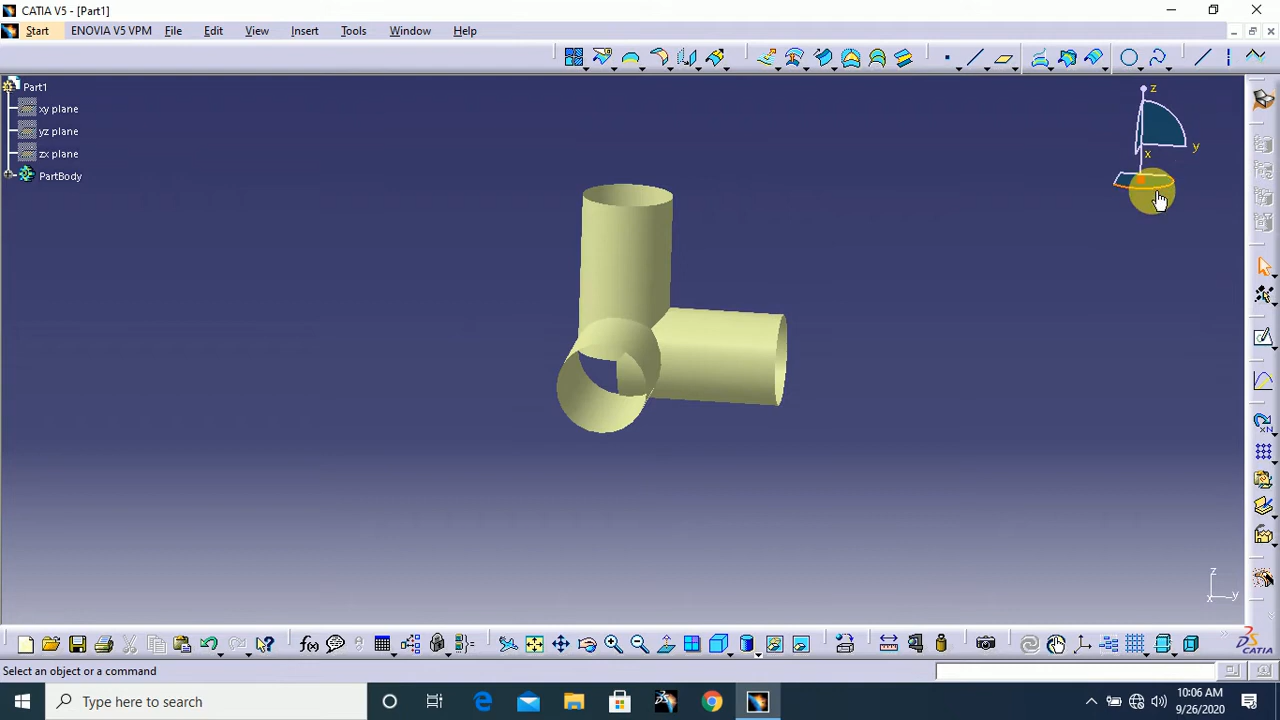 CATIA V5 - [Part1]
Start ENOVIA V5 VPM File Edit View Insert Tools Window Help
Part1
xy plane
yz plane
zx plane
PartBody
z
y
x
z
x y
Select an object or a command
CATIA
Type here to search
10:06 AM
9/26/2020